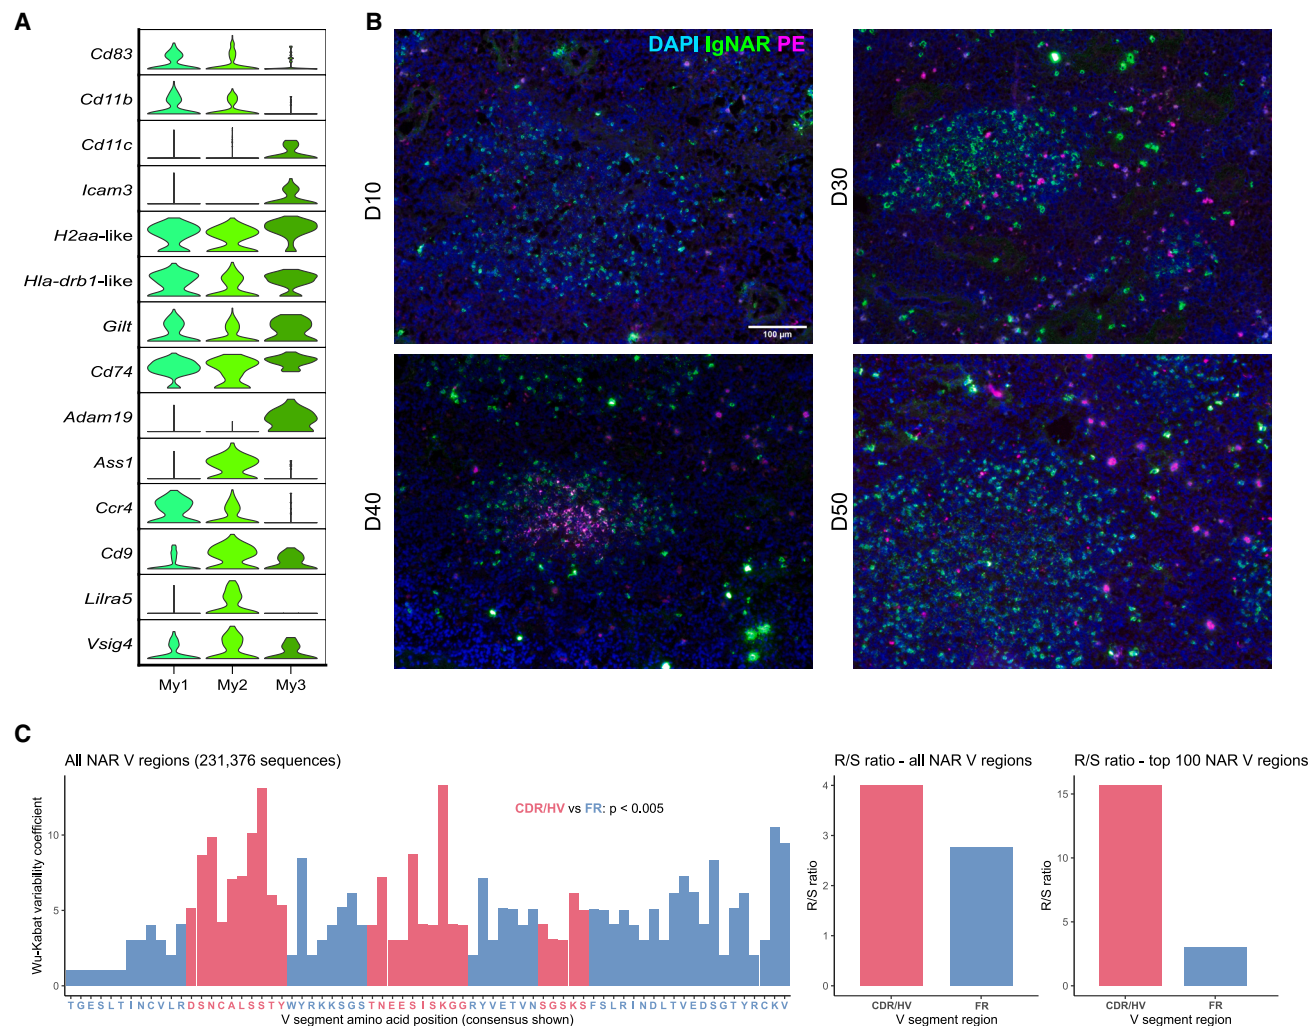 A
Cd83
Cd11b
Cd11c
Icam3
H2aa-like
Hla-drb1-like
Gilt
Cd74
Adam19
Ass1
Ccr4
Cd9
Lilra5
Vsig4
My1 My2 My3
B
DAPI IgNAR PE
D10
100 µm
D30
D40
D50
C
All NAR V regions (231,376 sequences)
Wu-Kabat variability coefficient
10
5
0
CDR/HV vs FR: p < 0.005
TGESLTINCVLRDSNCALSSTYWYRKKSGSTNEESISKGGRYVETVNSGSKSFSLRINDLTVEDSGTYRCKV
V segment amino acid position (consensus shown)
R/S ratio - all NAR V regions
R/S ratio
4
3
2
1
0
CDR/HV FR
V segment region
R/S ratio - top 100 NAR V regions
R/S ratio
15
10
5
0
CDR/HV FR
V segment region